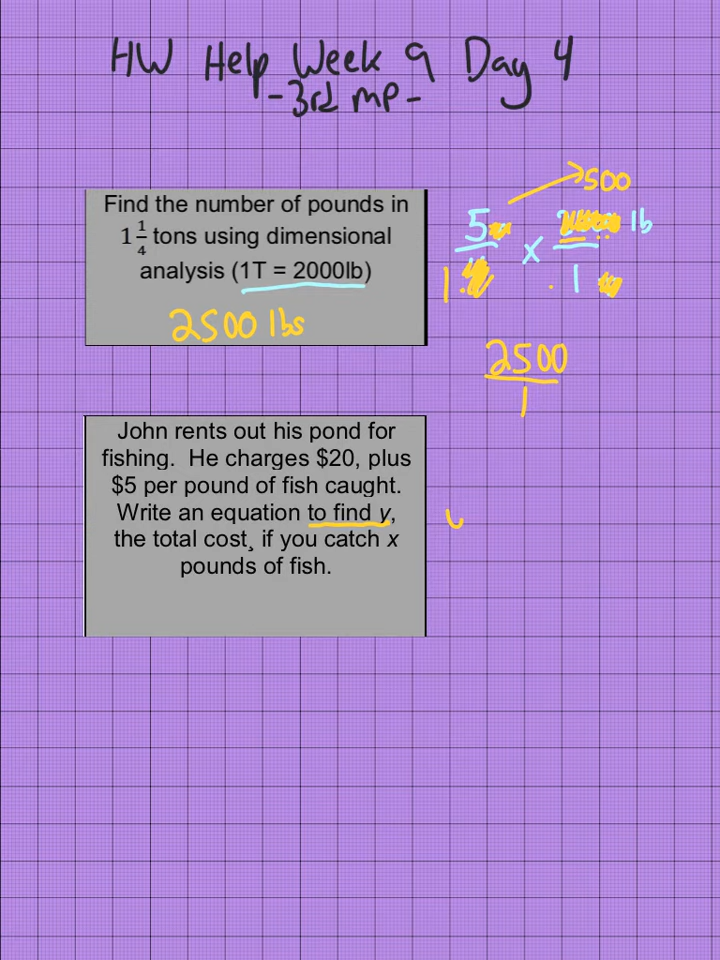 HW Help Week 9 Day 4
-3rd MP-
Find the number of pounds in
1 1/4 tons using dimensional
analysis (1T = 2000lb)
2500 lbs
500
5 x lb
1 1
2500
1
John rents out his pond for
fishing. He charges $20, plus
$5 per pound of fish caught.
Write an equation to find y,
the total cost, if you catch x
pounds of fish.